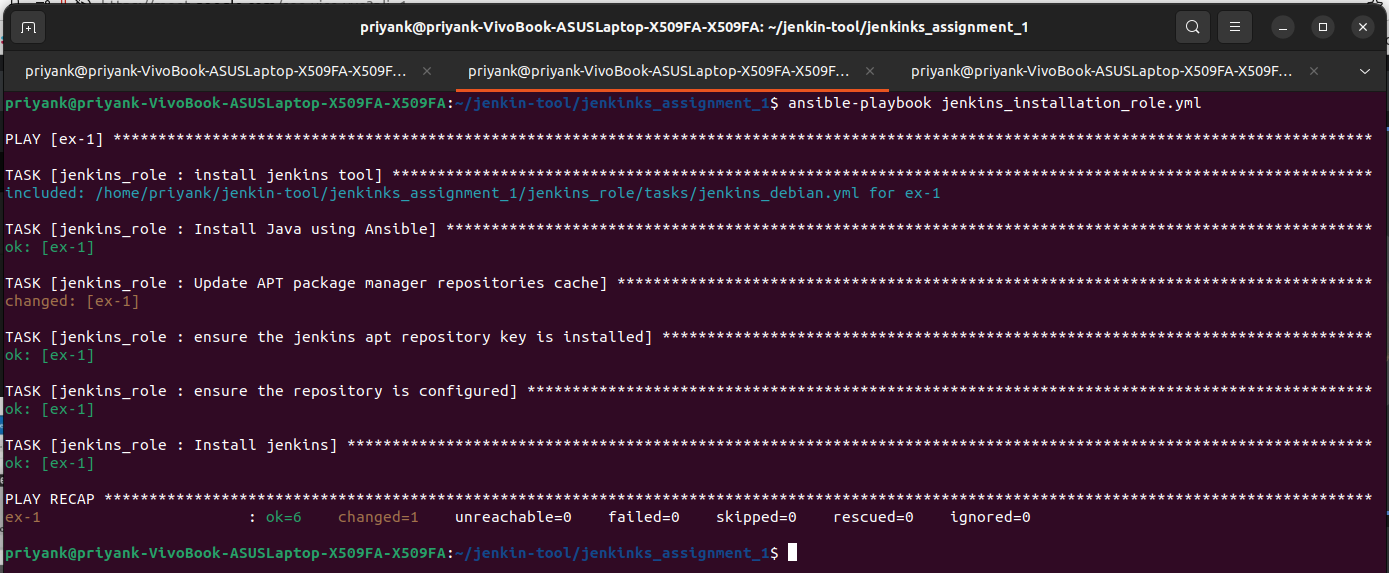 priyank@priyank-VivoBook-ASUSLaptop-X509FA-X509FA: ~/jenkin-tool/jenkinks_assignment_1
priyank@priyank-VivoBook-ASUSLaptop-X509FA-X509F... × priyank@priyank-VivoBook-ASUSLaptop-X509FA-X509F... × priyank@priyank-VivoBook-ASUSLaptop-X509FA-X509F... ×
priyank@priyank-VivoBook-ASUSLaptop-X509FA-X509FA:~/jenkin-tool/jenkinks_assignment_1$ ansible-playbook jenkins_installation_role.yml
PLAY [ex-1] ********************************************************************************************************************************************
TASK [jenkins_role : install jenkins tool] *************************************************************************************************************
included: /home/priyank/jenkin-tool/jenkinks_assignment_1/jenkins_role/tasks/jenkins_debian.yml for ex-1
TASK [jenkins_role : Install Java using Ansible] *******************************************************************************************************
ok: [ex-1]
TASK [jenkins_role : Update APT package manager repositories cache] ************************************************************************************
changed: [ex-1]
TASK [jenkins_role : ensure the jenkins apt repository key is installed] *******************************************************************************
ok: [ex-1]
TASK [jenkins_role : ensure the repository is configured] **********************************************************************************************
ok: [ex-1]
TASK [jenkins_role : Install jenkins] ******************************************************************************************************************
ok: [ex-1]
PLAY RECAP *********************************************************************************************************************************************
ex-1 : ok=6 changed=1 unreachable=0 failed=0 skipped=0 rescued=0 ignored=0
priyank@priyank-VivoBook-ASUSLaptop-X509FA-X509FA:~/jenkin-tool/jenkinks_assignment_1$